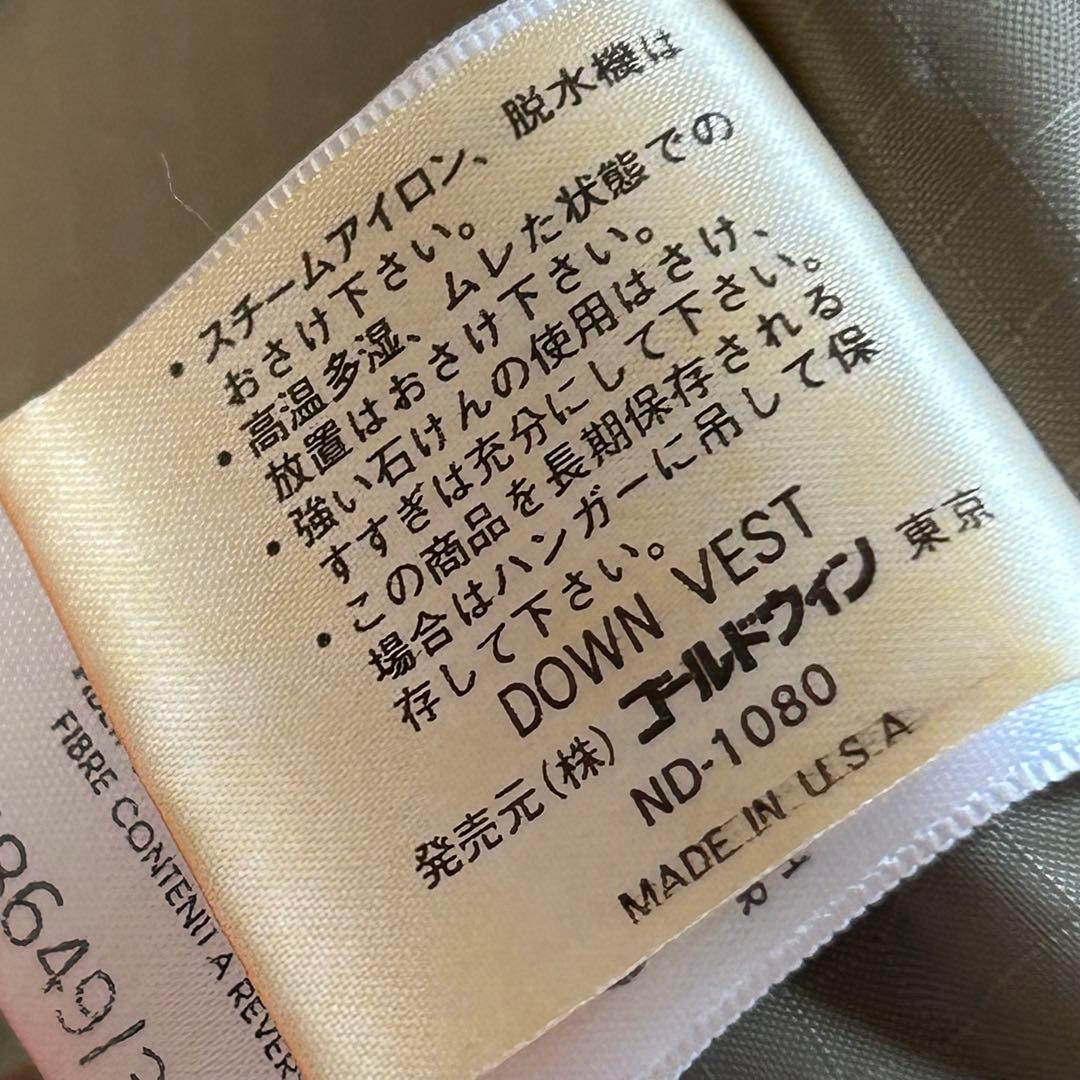 ・スチームアイロン、脱水機は
おさけ下さい。
・高温多湿、ムレた状態での
放置はおさけ下さい。
・強い石けんの使用はさけ、
すすぎは充分にして下さい。
・この商品を長期保存される
場合はハンガーに吊して保
存して下さい。
DOWN VEST
発売元(株)ゴールドウィン 東京
ND-1080
MADE IN U.S.A
FIBRE CONTENIT A REVER
8649/3